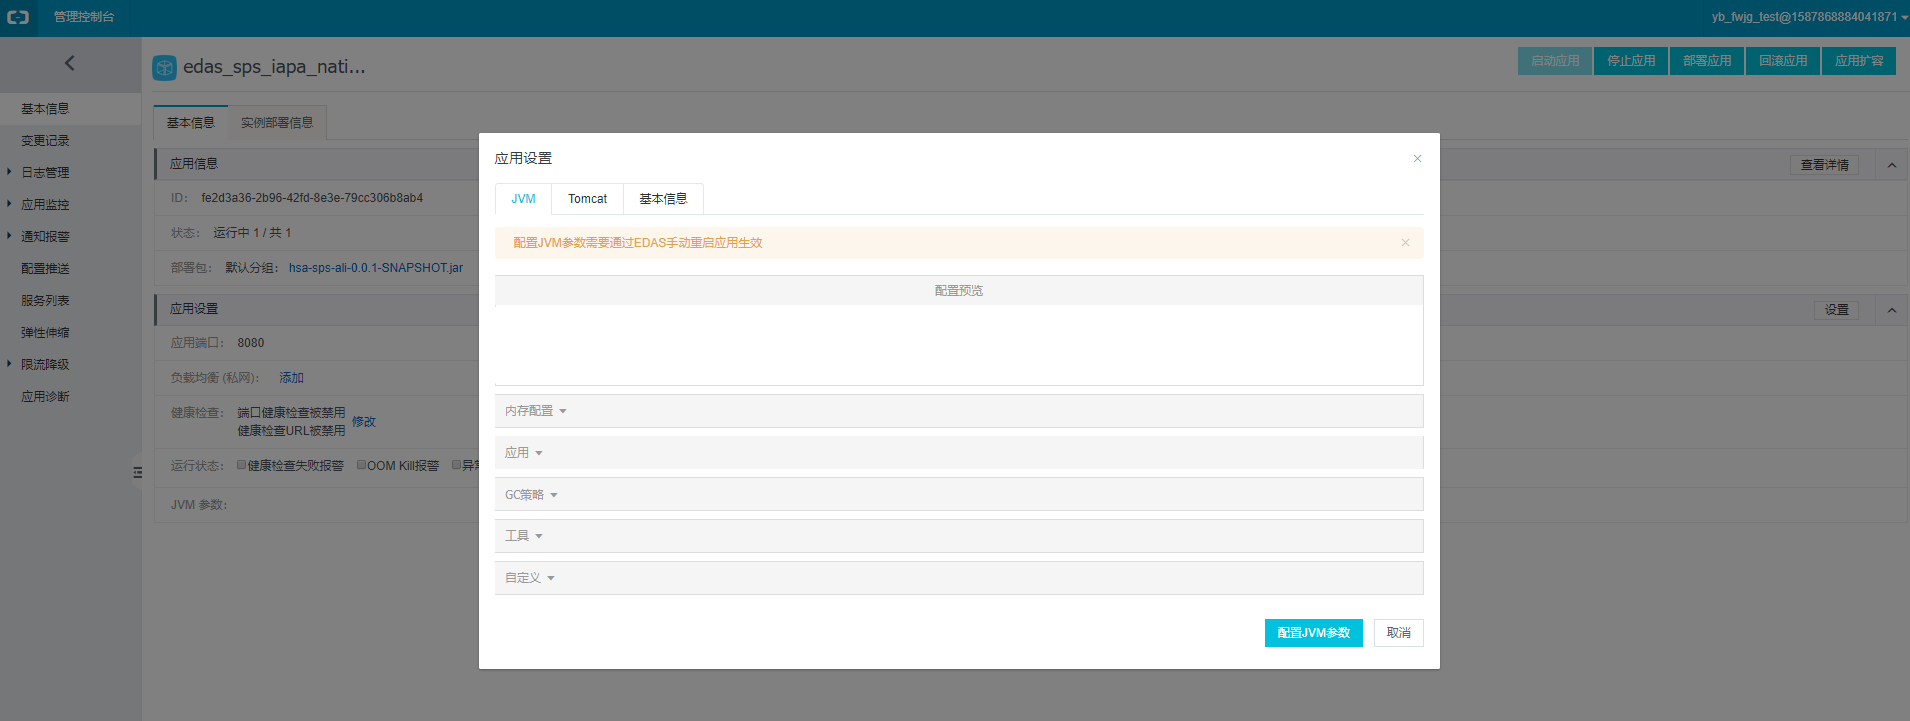 管理控制台
yb_fwjg_test@1587868884041871
edas_sps_iapa_nati...
启动应用 停止应用 部署应用 回滚应用 应用扩容
基本信息
变更记录
日志管理
应用监控
通知报警
配置推送
服务列表
弹性伸缩
限流降级
应用诊断
基本信息 实例部署信息
应用信息
查看详情
ID: fe2d3a36-2b96-42fd-8e3e-79cc306b8ab4
状态: 运行中 1 / 共 1
部署包: 默认分组: hsa-sps-ali-0.0.1-SNAPSHOT.jar
应用设置
设置
应用端口: 8080
负载均衡 (私网): 添加
健康检查: 端口健康检查被禁用
健康检查URL被禁用
修改
运行状态: 健康检查失败报警 OOM Kill报警 异常
JVM 参数:
应用设置
×
JVM Tomcat 基本信息
配置JVM参数需要通过EDAS手动重启应用生效
×
配置预览
内存配置
应用
GC策略
工具
自定义
配置JVM参数 取消